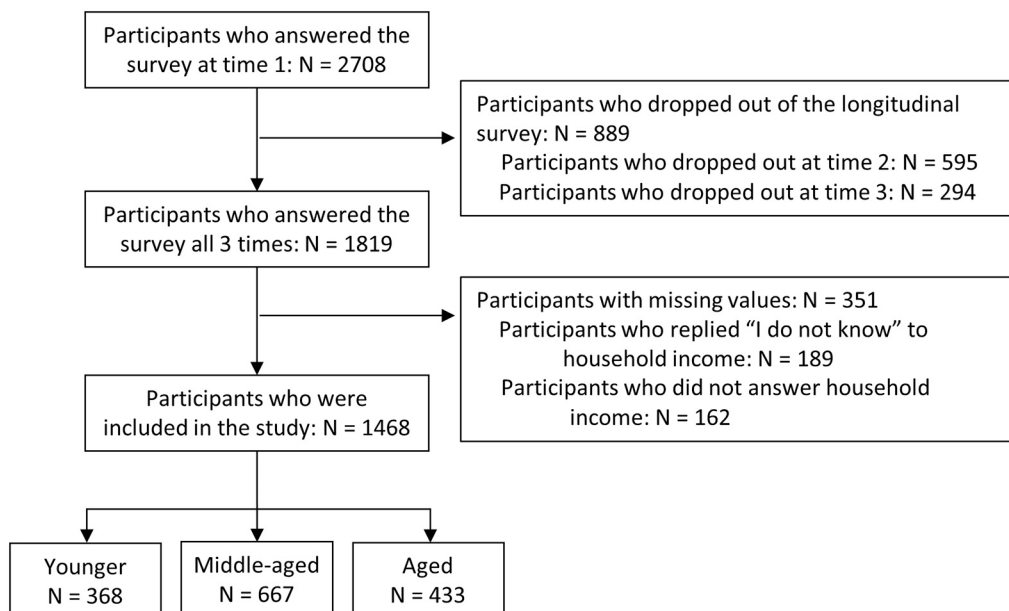 Participants who answered the
survey at time 1: N = 2708
Participants who dropped out of the longitudinal
survey: N = 889
Participants who dropped out at time 2: N = 595
Participants who dropped out at time 3: N = 294
Participants who answered the
survey all 3 times: N = 1819
Participants with missing values: N = 351
Participants who replied “I do not know” to
household income: N = 189
Participants who did not answer household
income: N = 162
Participants who were
included in the study: N = 1468
Younger
N = 368
Middle-aged
N = 667
Aged
N = 433